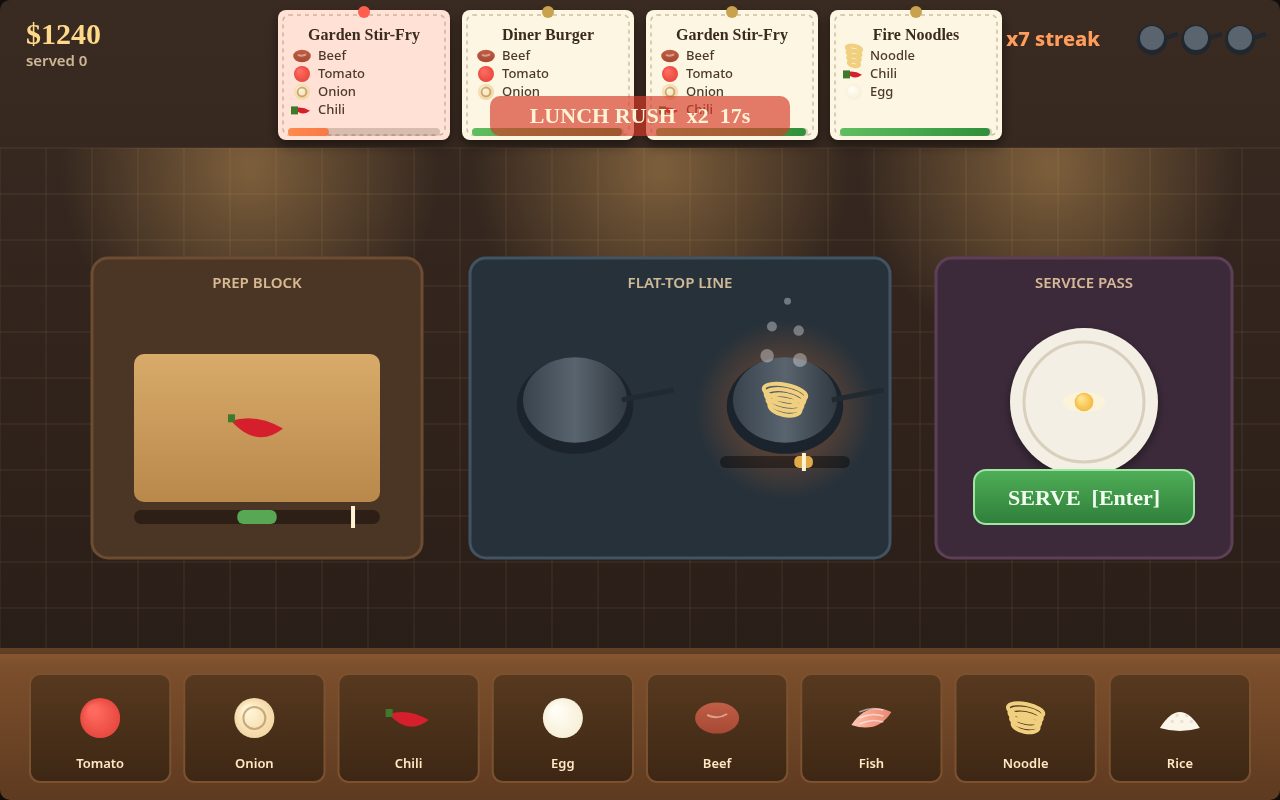 $1240
served 0
Garden Stir-Fry
Beef
Tomato
Onion
Chili
Diner Burger
Beef
Tomato
Onion
Garden Stir-Fry
Beef
Tomato
Onion
Chili
Fire Noodles
Noodle
Chili
Egg
x7 streak
LUNCH RUSH x2 17s
PREP BLOCK
FLAT-TOP LINE
SERVICE PASS
SERVE [Enter]
Tomato
Onion
Chili
Egg
Beef
Fish
Noodle
Rice